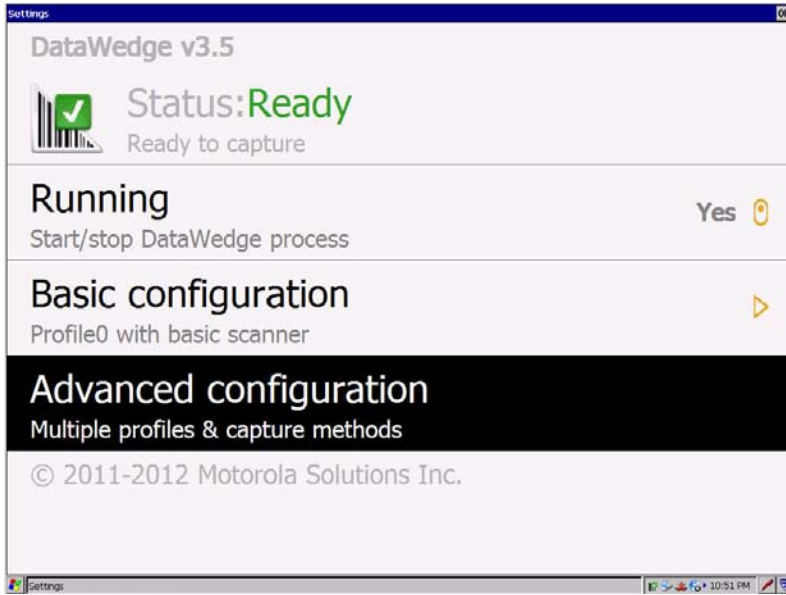 Settings
DataWedge v3.5
Status:Ready
Ready to capture
Running
Yes
Start/stop DataWedge process
Basic configuration
Profile0 with basic scanner
Advanced configuration
Multiple profiles & capture methods
© 2011-2012 Motorola Solutions Inc.
Settings
10:51 PM